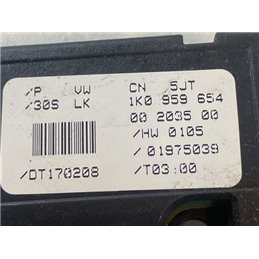 /P VW CN 5JT
/30S LK 1K0 959 654
00 2035 00
/HW 0105
/01975039
/DT170208 /T03:00